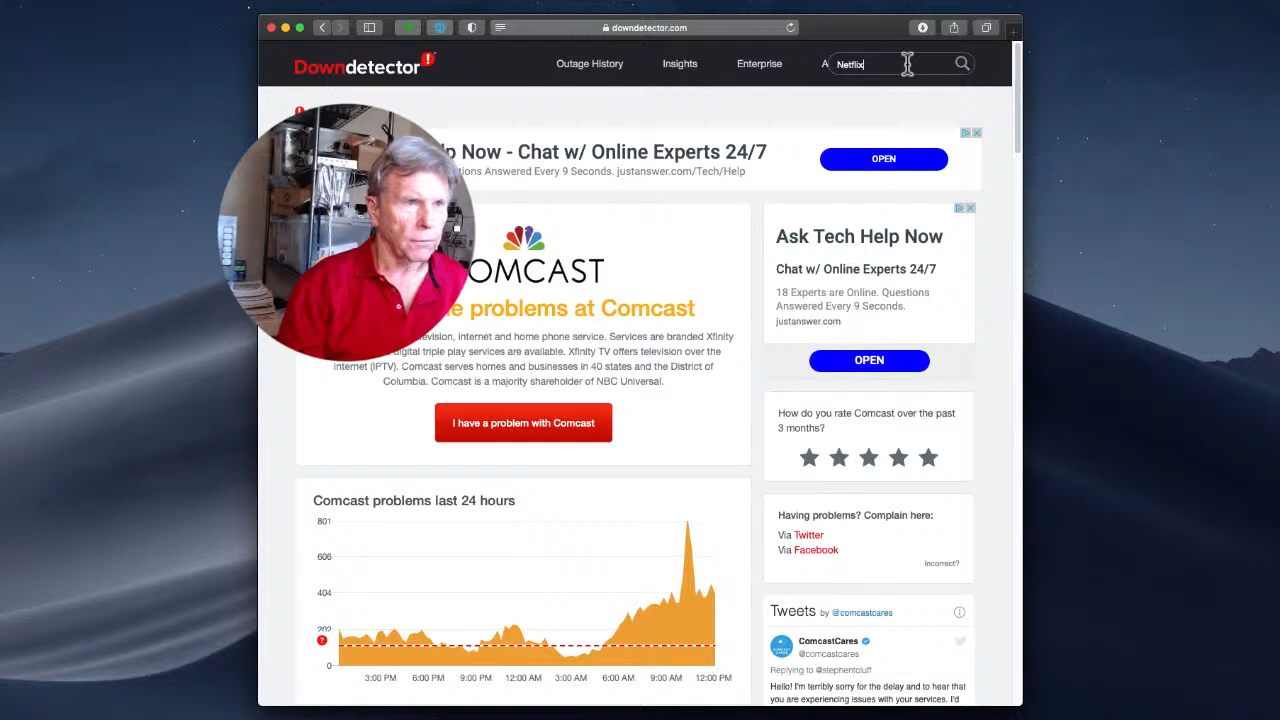 downdetector.com
Downdetector!
Outage History
Insights
Enterprise
A
Netflix
p Now - Chat w/ Online Experts 24/7
tions Answered Every 9 Seconds. justanswer.com/Tech/Help
OPEN
OMCAST
e problems at Comcast
evision, internet and home phone service. Services are branded Xfinity
digital triple play services are available. Xfinity TV offers television over the
internet (IPTV). Comcast serves homes and businesses in 40 states and the District of
Columbia. Comcast is a majority shareholder of NBC Universal.
I have a problem with Comcast
Ask Tech Help Now
Chat w/ Online Experts 24/7
18 Experts are Online. Questions
Answered Every 9 Seconds.
justanswer.com
OPEN
How do you rate Comcast over the past
3 months?
Comcast problems last 24 hours
801
606
404
202
?
0
3:00 PM
6:00 PM
9:00 PM
12:00 AM
3:00 AM
6:00 AM
9:00 AM
12:00 PM
Having problems? Complain here:
Via Twitter
Via Facebook
Incorrect?
Tweets by @comcastcares
ComcastCares
@comcastcares
Replying to @stephentcluff
Hello! I'm terribly sorry for the delay and to hear that
you are experiencing issues with your services. I'd